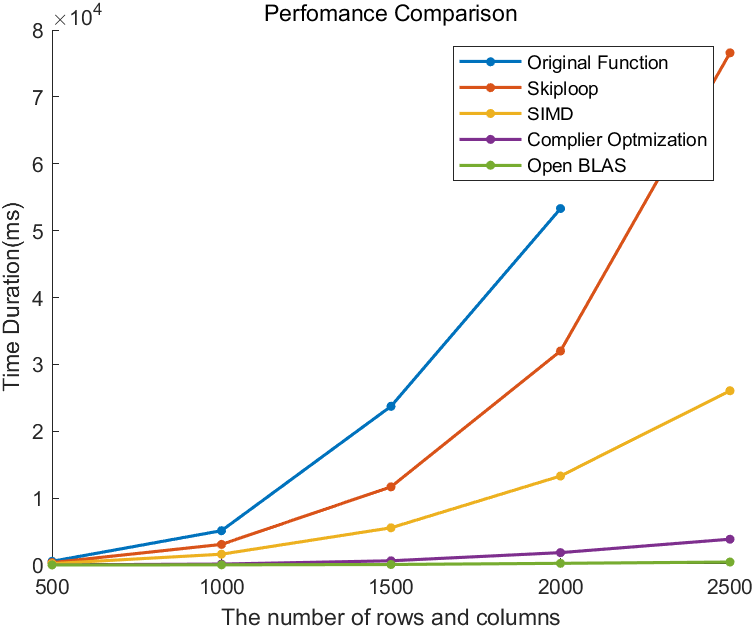 Perfomance Comparison
×10⁴
8
7
6
5
4
3
2
1
0
Time Duration(ms)
Original Function
Skiploop
SIMD
Complier Optmization
Open BLAS
500 1000 1500 2000 2500
The number of rows and columns